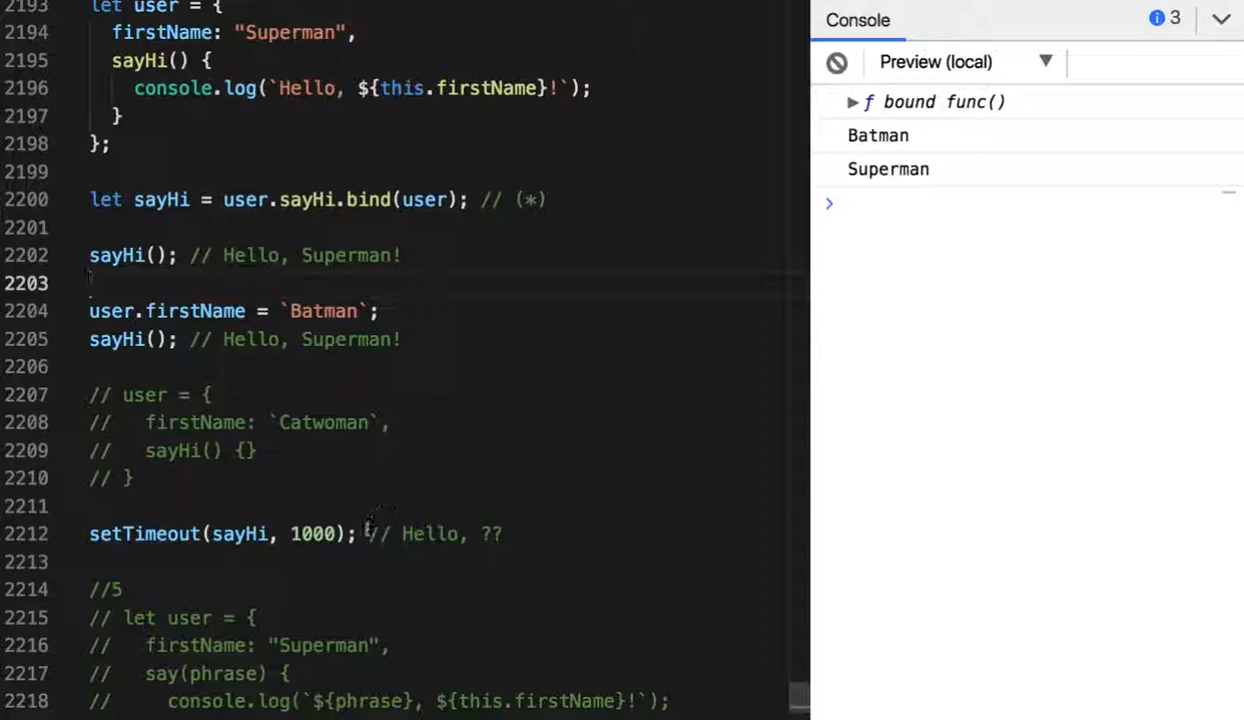 2193 let user = {
2194 firstName: "Superman",
2195 sayHi() {
2196 console.log(`Hello, ${this.firstName}!`);
2197 }
2198 };
2199
2200 let sayHi = user.sayHi.bind(user); // (*)
2201
2202 sayHi(); // Hello, Superman!
2203
2204 user.firstName = `Batman`;
2205 sayHi(); // Hello, Superman!
2206
2207 // user = {
2208 // firstName: `Catwoman`,
2209 // sayHi() {}
2210 // }
2211
2212 setTimeout(sayHi, 1000); // Hello, ??
2213
2214 //5
2215 // let user = {
2216 // firstName: "Superman",
2217 // say(phrase) {
2218 // console.log(`${phrase}, ${this.firstName}!`);
Console
3
Preview (local) ▼
▶ ƒ bound func()
Batman
Superman
>